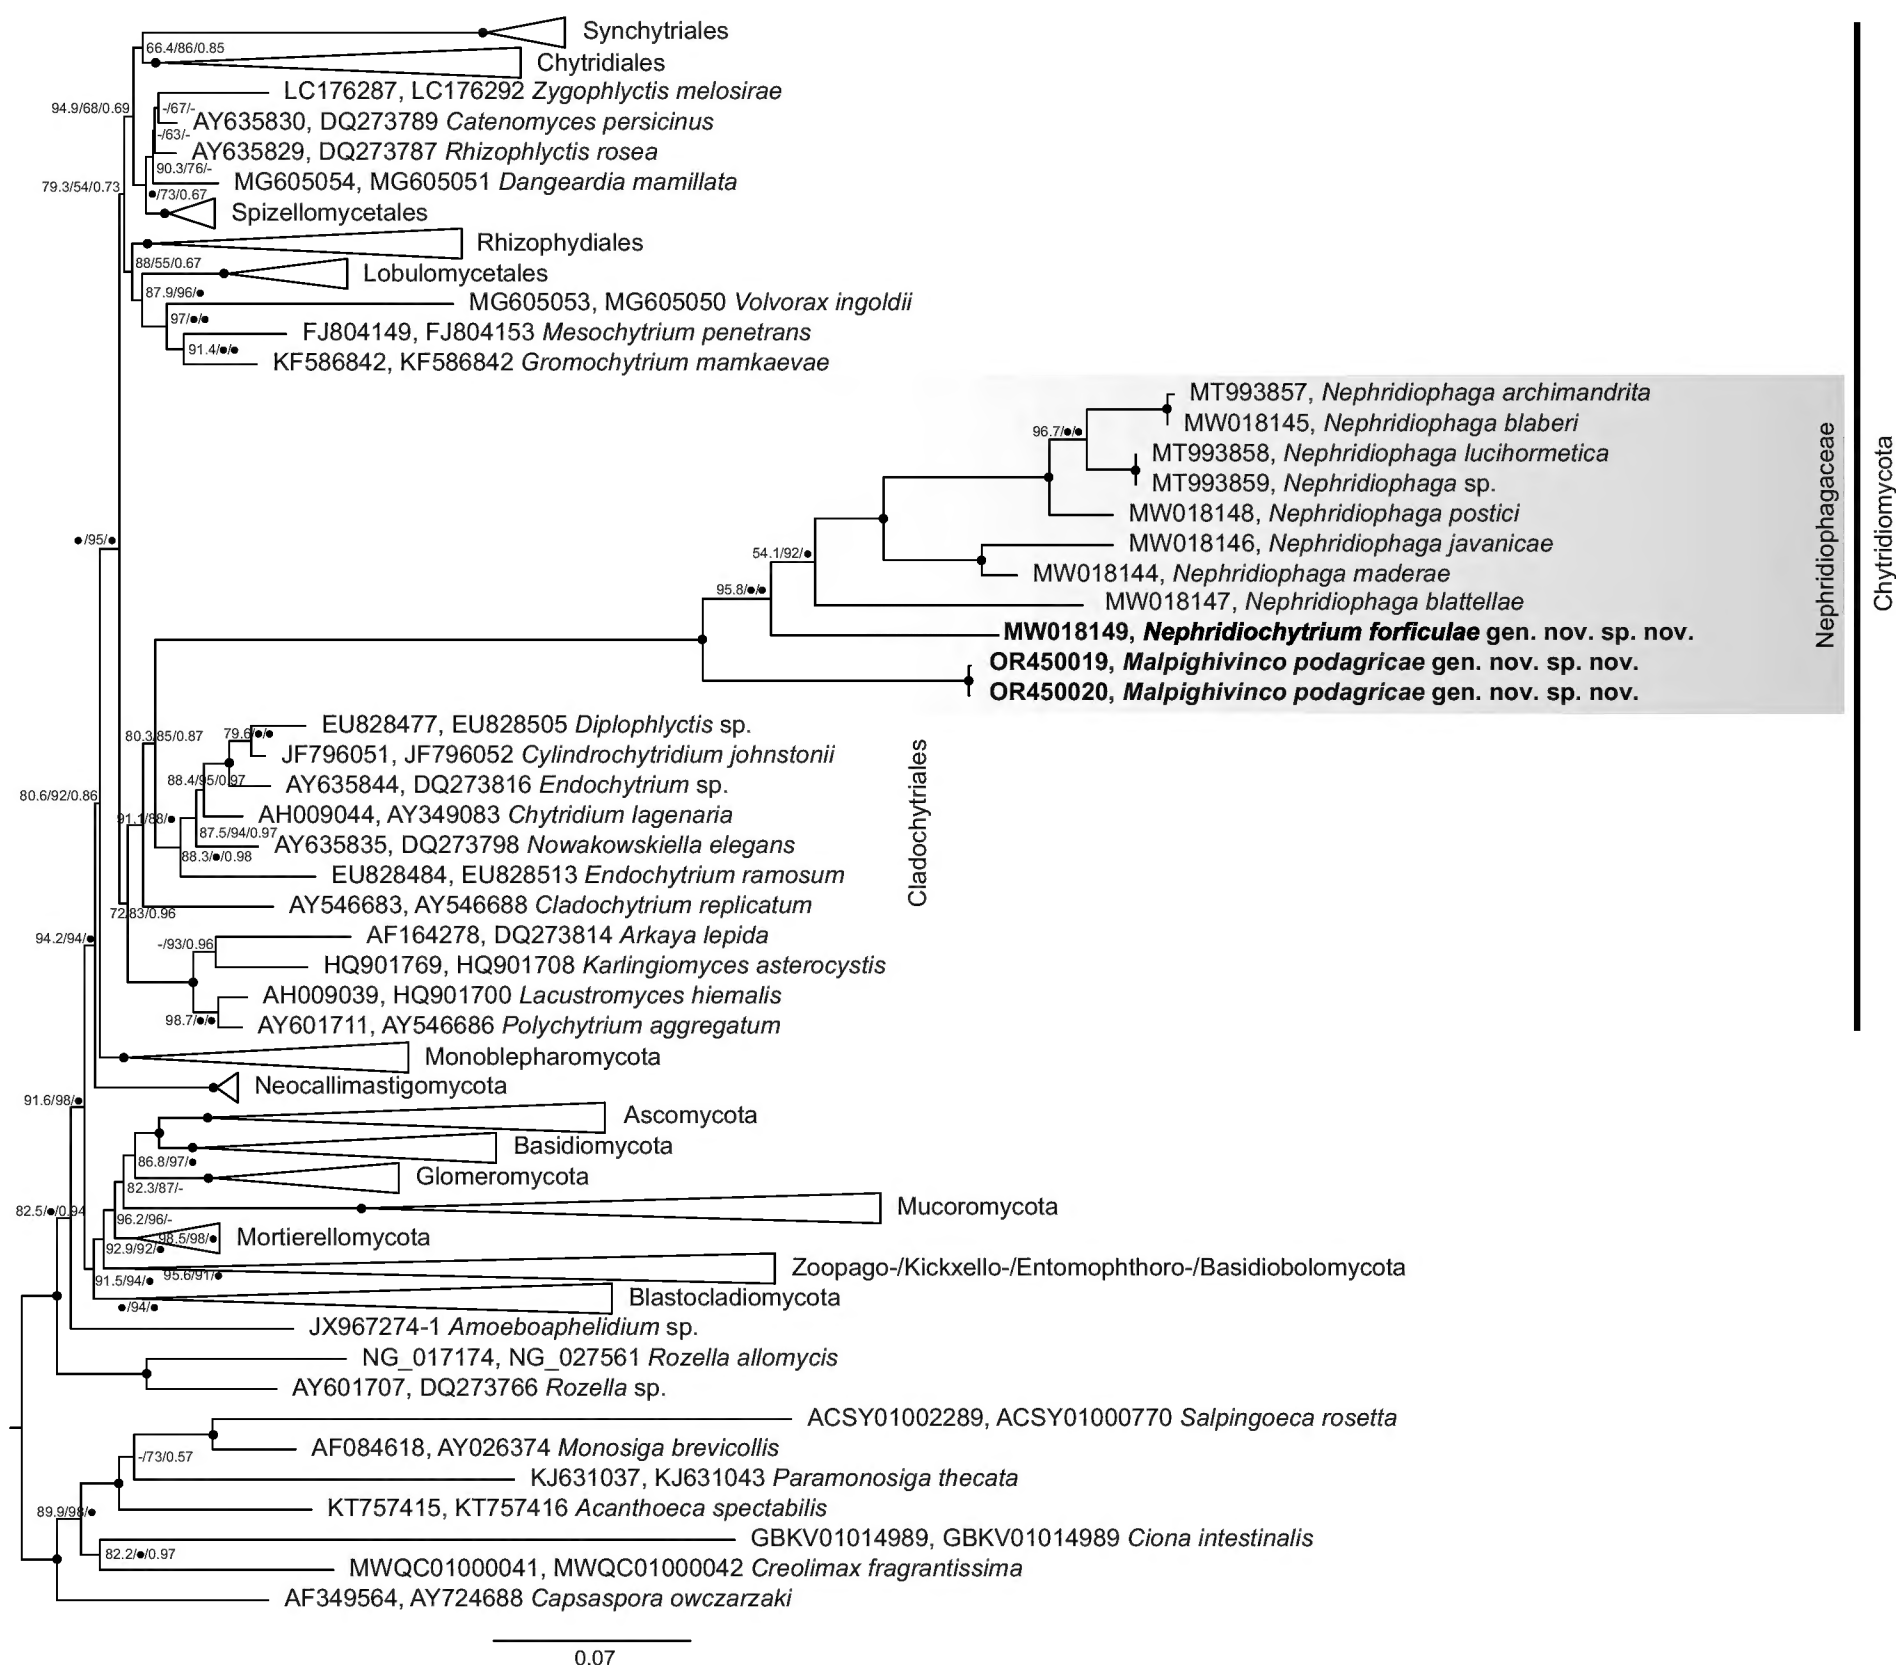 Synchytriales
66.4/86/0.85
Chytridiales
LC176287, LC176292 Zygophlyctis melosirae
94.9/68/0.69
-/67/-
AY635830, DQ273789 Catenomyces persicinus
-/63/-
AY635829, DQ273787 Rhizophlyctis rosea
90.3/76/-
MG605054, MG605051 Dangeardia mamillata
79.3/54/0.73
●/73/0.67
Spizellomycetales
Rhizophydiales
88/55/0.67
Lobulomycetales
87.9/96/●
MG605053, MG605050 Volvorax ingoldii
97/●/●
FJ804149, FJ804153 Mesochytrium penetrans
91.4/●/●
KF586842, KF586842 Gromochytrium mamkaevae
MT993857, Nephridiophaga archimandrita
MW018145, Nephridiophaga blaberi
96.7/●/●
MT993858, Nephridiophaga lucihormetica
MT993859, Nephridiophaga sp.
MW018148, Nephridiophaga postici
●/95/●
MW018146, Nephridiophaga javanicae
54.1/92/●
MW018144, Nephridiophaga maderae
95.8/●/●
MW018147, Nephridiophaga blattellae
MW018149, Nephridiochytrium forficulae gen. nov. sp. nov.
OR450019, Malpighivinco podagricae gen. nov. sp. nov.
OR450020, Malpighivinco podagricae gen. nov. sp. nov.
Nephridiophagaceae
Chytridiomycota
EU828477, EU828505 Diplophlyctis sp.
80.3/85/0.87
79.6/●/●
JF796051, JF796052 Cylindrochytridium johnstonii
88.4/95/0.97
AY635844, DQ273816 Endochytrium sp.
80.6/92/0.86
AH009044, AY349083 Chytridium lagenaria
91.1/88/●
87.5/94/0.97
AY635835, DQ273798 Nowakowskiella elegans
88.3/●/0.98
EU828484, EU828513 Endochytrium ramosum
AY546683, AY546688 Cladochytrium replicatum
72/83/0.96
Cladochytriales
94.2/94/●
AF164278, DQ273814 Arkaya lepida
-/93/0.96
HQ901769, HQ901708 Karlingiomyces asterocystis
AH009039, HQ901700 Lacustromyces hiemalis
98.7/●/●
AY601711, AY546686 Polychytrium aggregatum
Monoblepharomycota
Neocallimastigomycota
91.6/98/●
Ascomycota
Basidiomycota
86.8/97/●
Glomeromycota
82.3/87/-
Mucoromycota
82.5/●/0.94
96.2/96/-
Mortierellomycota
98.5/98/●
92.9/92/●
Zoopago-/Kickxello-/Entomophthoro-/Basidiobolomycota
91.5/94/●
95.6/91/●
Blastocladiomycota
●/94/●
JX967274-1 Amoeboaphelidium sp.
NG_017174, NG_027561 Rozella allomycis
AY601707, DQ273766 Rozella sp.
ACSY01002289, ACSY01000770 Salpingoeca rosetta
AF084618, AY026374 Monosiga brevicollis
-/73/0.57
KJ631037, KJ631043 Paramonosiga thecata
KT757415, KT757416 Acanthoeca spectabilis
89.9/98/●
GBKV01014989, GBKV01014989 Ciona intestinalis
82.2/●/0.97
MWQC01000041, MWQC01000042 Creolimax fragrantissima
AF349564, AY724688 Capsaspora owczarzaki
0.07